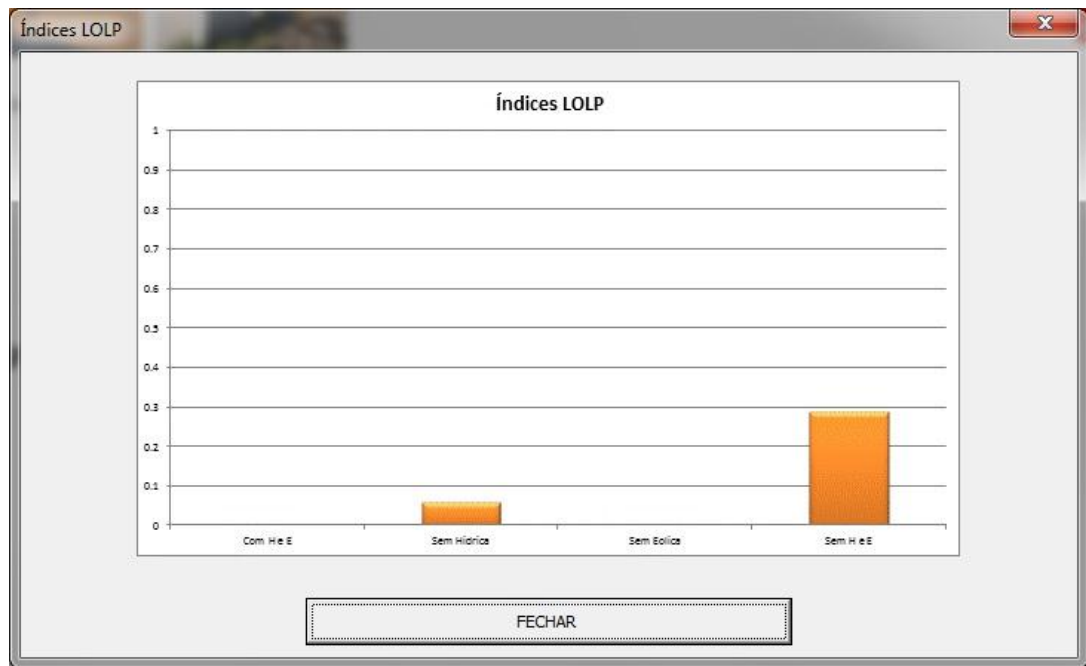 Índices LOLP
Índices LOLP
1
0.9
0.8
0.7
0.6
0.5
0.4
0.3
0.2
0.1
0
Com H e E
Sem Hídrica
Sem Eolica
Sem H e E
FECHAR